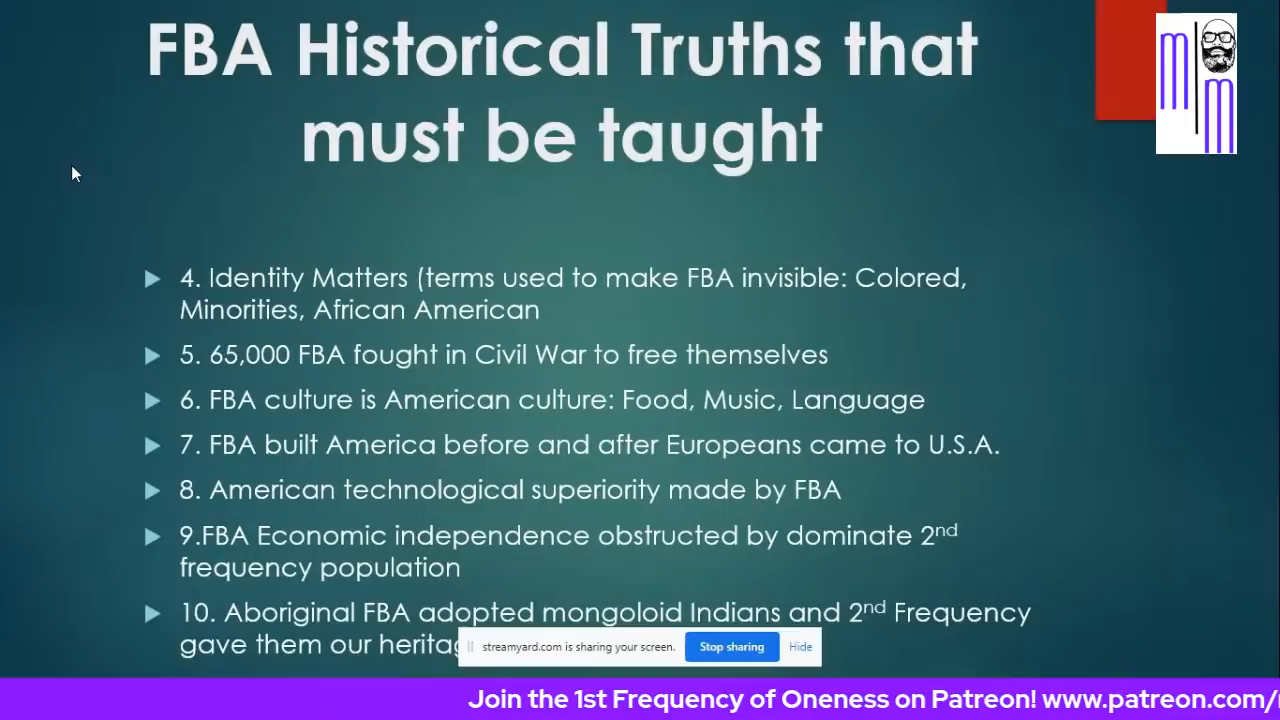 FBA Historical Truths that
must be taught
m
m
4. Identity Matters (terms used to make FBA invisible: Colored,
Minorities, African American
5. 65,000 FBA fought in Civil War to free themselves
6. FBA culture is American culture: Food, Music, Language
7. FBA built America before and after Europeans came to U.S.A.
8. American technological superiority made by FBA
9.FBA Economic independence obstructed by dominate 2nd
frequency population
10. Aboriginal FBA adopted mongoloid Indians and 2nd Frequency
gave them our
streamyard.com is sharing your screen. Stop sharing Hide
Join the 1st Frequency of Oneness on Patreon! www.patreon.com/